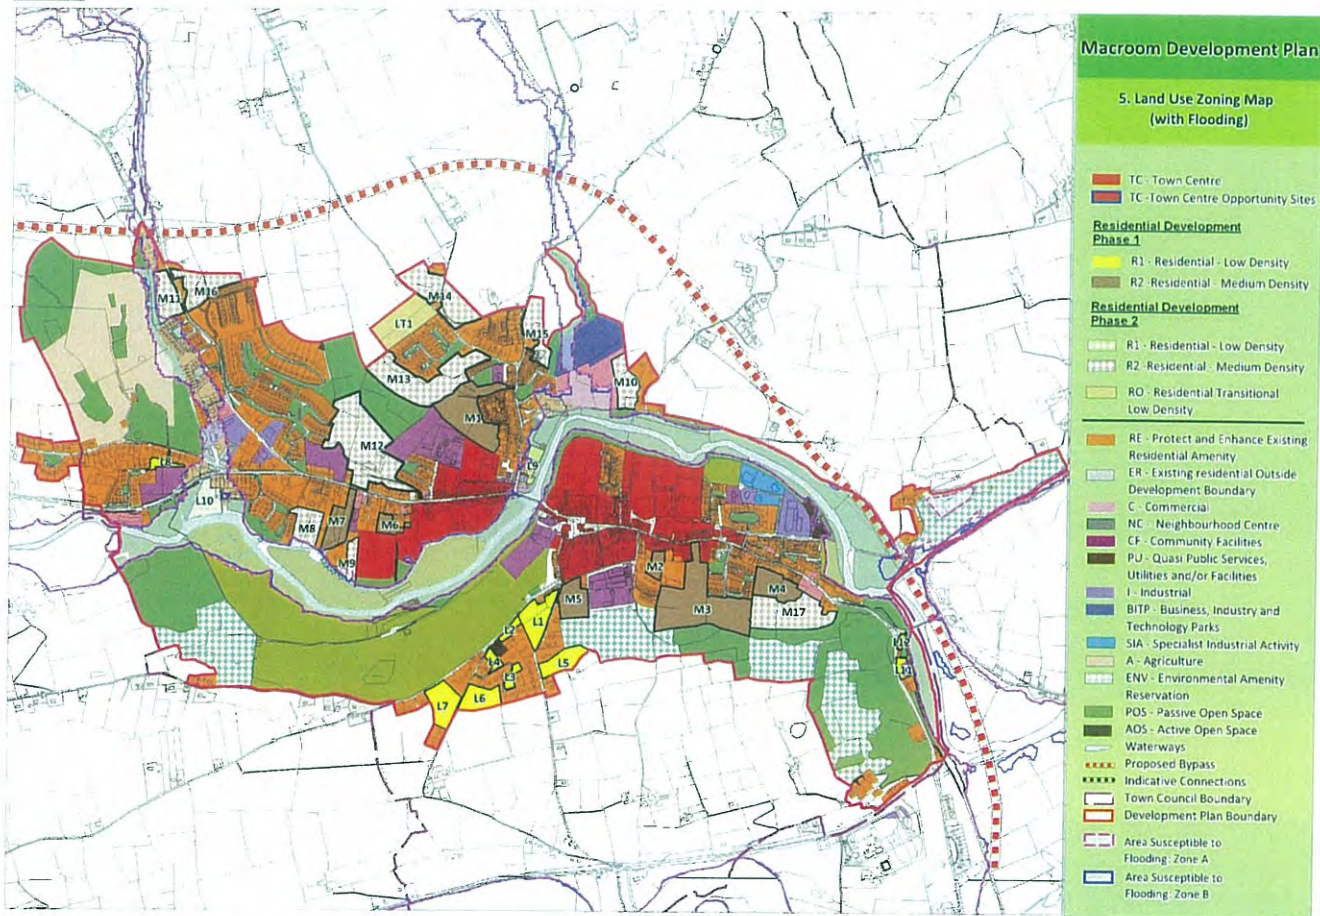 Macroom Development Plan
5. Land Use Zoning Map
(with Flooding)
TC - Town Centre
TC -Town Centre Opportunity Sites
Residential Development
Phase 1
R1 - Residential - Low Density
R2 -Residential - Medium Density
Residential Development
Phase 2
R1 - Residential - Low Density
R2 -Residential - Medium Density
RO - Residential Transitional
Low Density
RE - Protect and Enhance Existing
Residential Amenity
ER - Existing residential Outside
Development Boundary
C - Commercial
NC - Neighbourhood Centre
CF - Community Facilities
PU - Quasi Public Services,
Utilities and/or Facilities
I - Industrial
BITP - Business, Industry and
Technology Parks
SIA - Specialist Industrial Activity
A - Agriculture
ENV - Environmental Amenity
Reservation
POS - Passive Open Space
AOS - Active Open Space
Waterways
Proposed Bypass
Indicative Connections
Town Council Boundary
Development Plan Boundary
Area Susceptible to
Flooding: Zone A
Area Susceptible to
Flooding: Zone B
M11
M16
M14
LT1
M15
M13
M10
M1
M12
L9
L10
M8
M7
M6
M9
M2
M4
M5
M3
M17
L1
L2
L4
L3
L5
L7
L6
L11